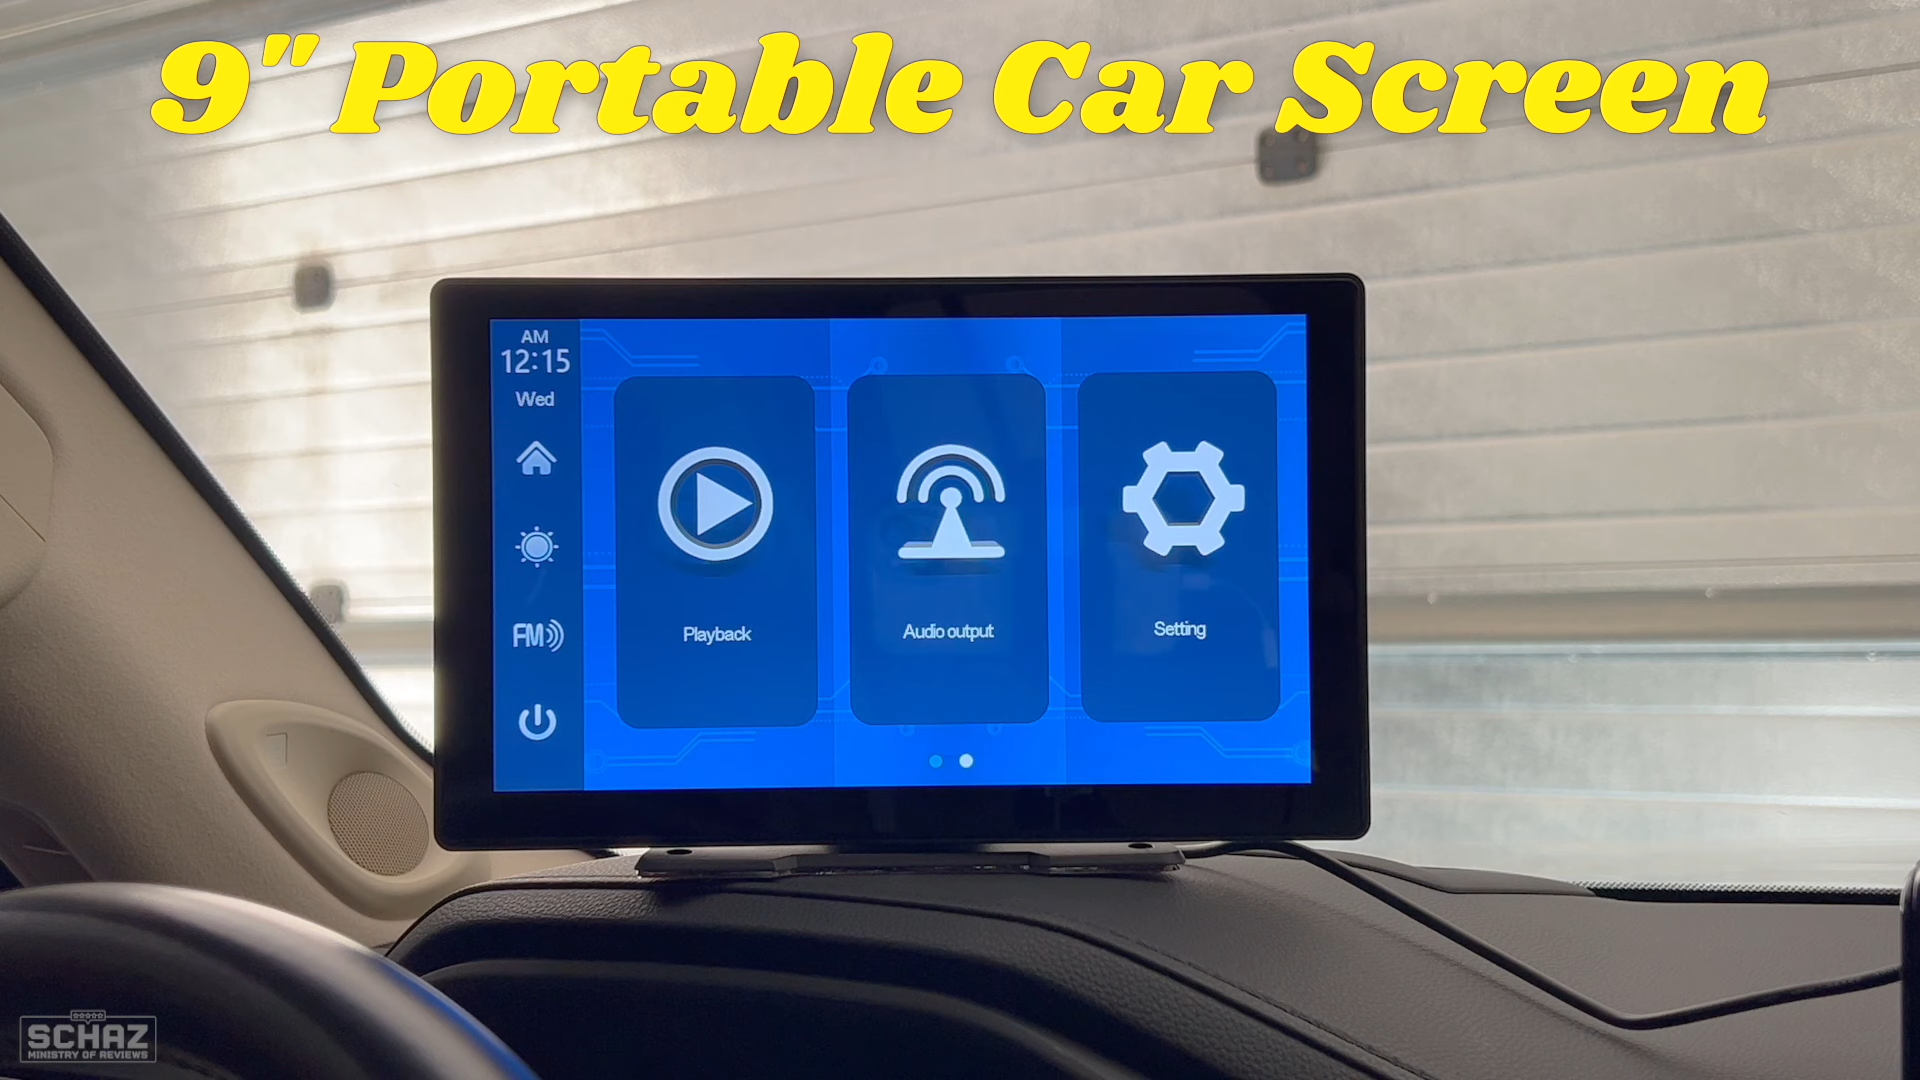 9" Portable Car Screen
AM
12:15
Wed
FM
Playback
Audio output
Setting
SCHAZ
MINISTRY OF REVIEWS